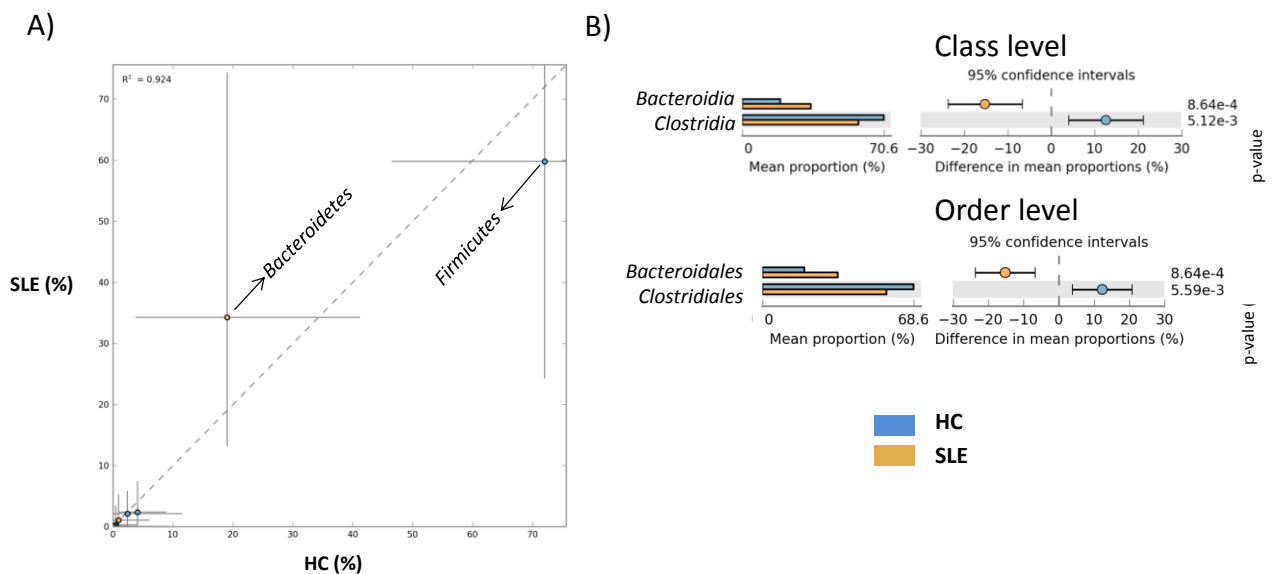 A)
R² = 0.924
70
60
50
40
30
20
10
0
0 10 20 30 40 50 60 70
SLE (%)
HC (%)
Bacteroidetes
Firmicutes
B)
Class level
95% confidence intervals
Bacteroidia
Clostridia
8.64e-4
5.12e-3
0 70.6
−30 −20 −10 0 10 20 30
Mean proportion (%)
Difference in mean proportions (%)
p-value
Order level
95% confidence intervals
Bacteroidales
Clostridiales
8.64e-4
5.59e-3
0 68.6
−30 −20 −10 0 10 20 30
Mean proportion (%)
Difference in mean proportions (%)
p-value (
HC
SLE